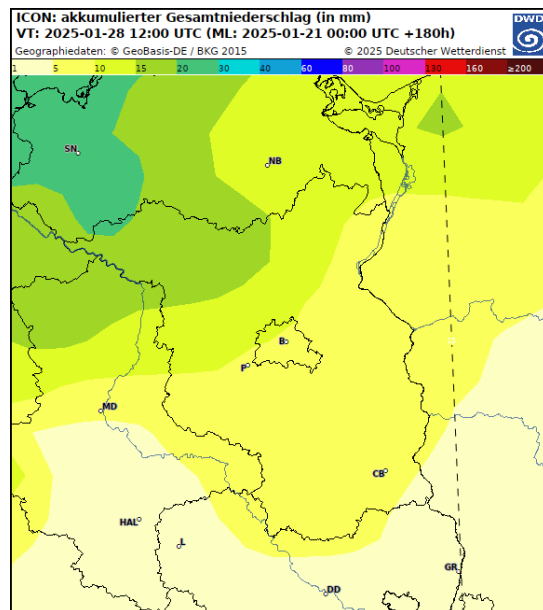 ICON: akkumulierter Gesamtniederschlag (in mm)
VT: 2025-01-28 12:00 UTC (ML: 2025-01-21 00:00 UTC +180h)
Geographiedaten: © GeoBasis-DE / BKG 2015 © 2025 Deutscher Wetterdienst
DWD
1 5 10 15 20 30 40 60 80 100 130 160 ≥200
SN
NB
B
P
MD
CB
HAL
L
GR
DD